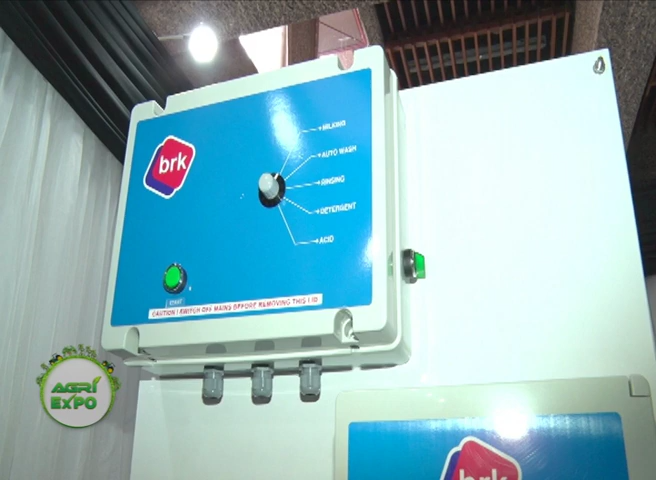 brk
MILKING
AUTO WASH
RINSING
DETERGENT
ACID
START
CAUTION ! SWITCH OFF MAINS BEFORE REMOVING THIS LID
AGRI
EXPO
brk